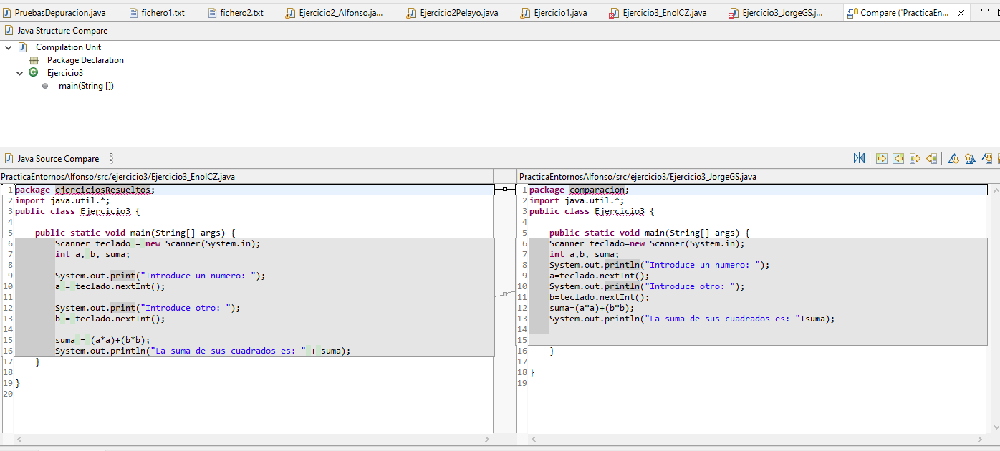 PruebasDepuracion.java fichero1.txt fichero2.txt Ejercicio2_Alfonso.ja... Ejercicio2Pelayo.java Ejercicio1.java Ejercicio3_EnolCZ.java Ejercicio3_JorgeGS.j... Compare ('PracticaEn...
Java Structure Compare
Compilation Unit
Package Declaration
Ejercicio3
main(String [])
Java Source Compare
PracticaEntornosAlfonso/src/ejercicio3/Ejercicio3_EnolCZ.java
1 package ejerciciosResueltos;
2 import java.util.*;
3 public class Ejercicio3 {
4
5     public static void main(String[] args) {
6         Scanner teclado = new Scanner(System.in);
7         int a, b, suma;
8
9         System.out.print("Introduce un numero: ");
10         a = teclado.nextInt();
11
12         System.out.print("Introduce otro: ");
13         b = teclado.nextInt();
14
15         suma = (a*a)+(b*b);
16         System.out.println("La suma de sus cuadrados es: " + suma);
17     }
18
19 }
20
PracticaEntornosAlfonso/src/ejercicio3/Ejercicio3_JorgeGS.java
1 package comparacion;
2 import java.util.*;
3 public class Ejercicio3 {
4
5     public static void main(String[] args) {
6     Scanner teclado=new Scanner(System.in);
7     int a,b, suma;
8     System.out.println("Introduce un numero: ");
9     a=teclado.nextInt();
10     System.out.println("Introduce otro: ");
11     b=teclado.nextInt();
12     suma=(a*a)+(b*b);
13     System.out.println("La suma de sus cuadrados es: "+suma);
14
15
16     }
17
18 }
19